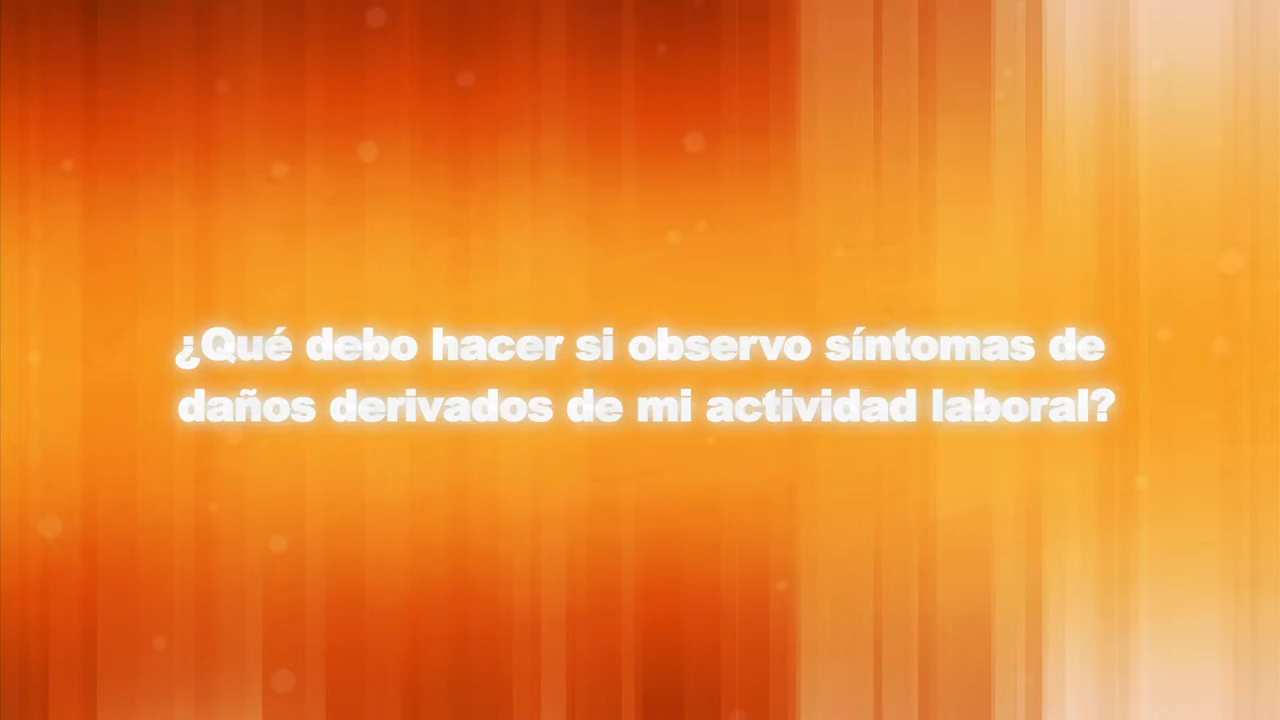 ¿Qué debo hacer si observo síntomas de
daños derivados de mi actividad laboral?